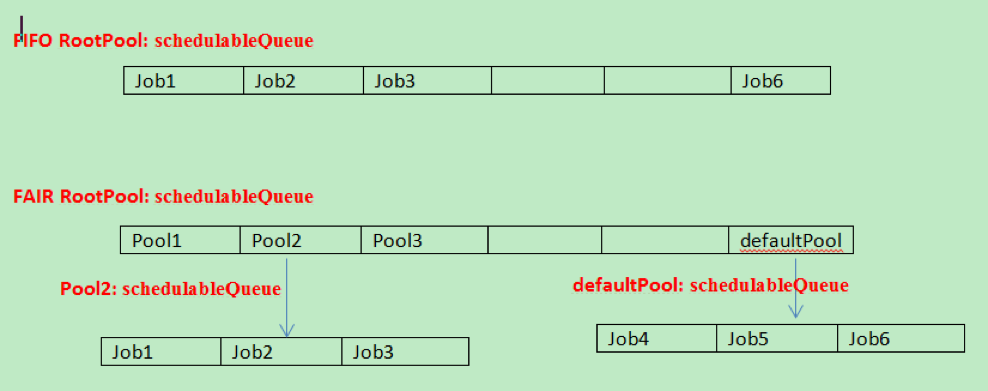 FIFO RootPool: schedulableQueue
Job1 Job2 Job3 Job6
FAIR RootPool: schedulableQueue
Pool1 Pool2 Pool3 defaultPool
Pool2: schedulableQueue
defaultPool: schedulableQueue
Job1 Job2 Job3
Job4 Job5 Job6